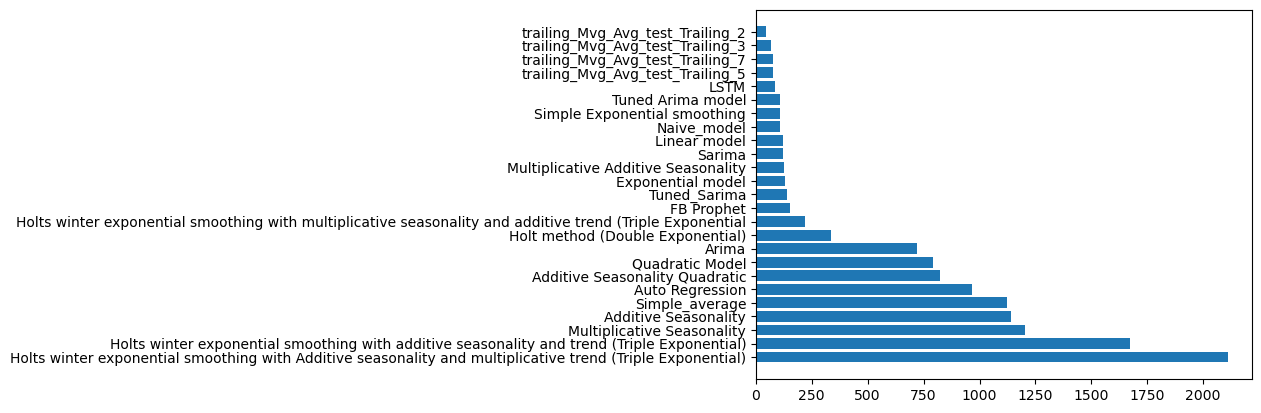 trailing_Mvg_Avg_test_Trailing_2
trailing_Mvg_Avg_test_Trailing_3
trailing_Mvg_Avg_test_Trailing_7
trailing_Mvg_Avg_test_Trailing_5
LSTM
Tuned Arima model
Simple Exponential smoothing
Naive_model
Linear model
Sarima
Multiplicative Additive Seasonality
Exponential model
Tuned_Sarima
FB Prophet
Holts winter exponential smoothing with multiplicative seasonality and additive trend (Triple Exponential
Holt method (Double Exponential)
Arima
Quadratic Model
Additive Seasonality Quadratic
Auto Regression
Simple_average
Additive Seasonality
Multiplicative Seasonality
Holts winter exponential smoothing with additive seasonality and trend (Triple Exponential)
Holts winter exponential smoothing with Additive seasonality and multiplicative trend (Triple Exponential)
0 250 500 750 1000 1250 1500 1750 2000